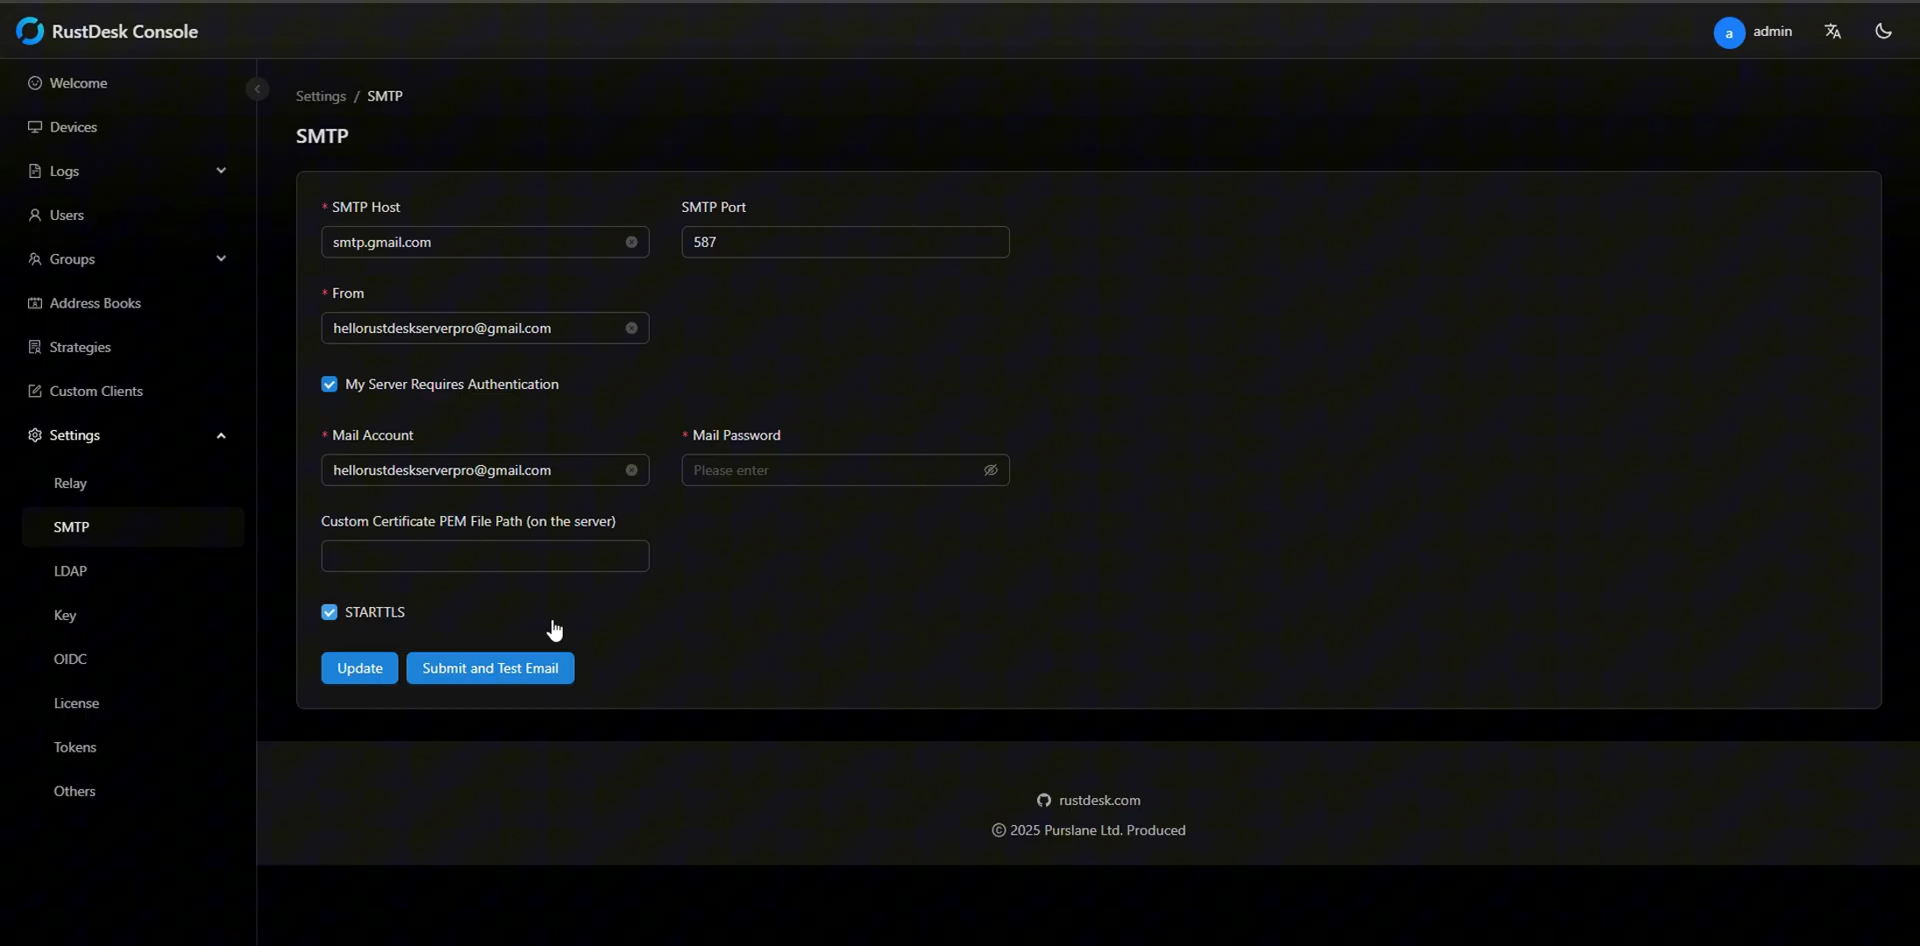 RustDesk Console
a admin
Welcome
Devices
Logs
Users
Groups
Address Books
Strategies
Custom Clients
Settings
Relay
SMTP
LDAP
Key
OIDC
License
Tokens
Others
Settings / SMTP
SMTP
* SMTP Host
smtp.gmail.com
SMTP Port
587
* From
hellorustdeskserverpro@gmail.com
My Server Requires Authentication
* Mail Account
hellorustdeskserverpro@gmail.com
* Mail Password
Please enter
Custom Certificate PEM File Path (on the server)
STARTTLS
Update
Submit and Test Email
rustdesk.com
© 2025 Purslane Ltd. Produced